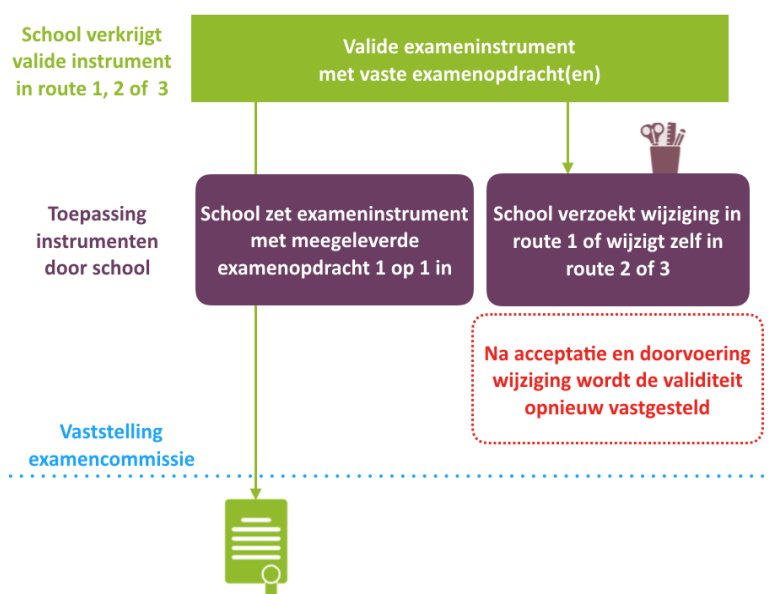 School verkrijgt
valide instrument
in route 1, 2 of 3
Valide exameninstrument
met vaste examenopdracht(en)
Toepassing
instrumenten
door school
School zet exameninstrument
met meegeleverde
examenopdracht 1 op 1 in
School verzoekt wijziging in
route 1 of wijzigt zelf in
route 2 of 3
Na acceptatie en doorvoering
wijziging wordt de validiteit
opnieuw vastgesteld
Vaststelling
examencommissie